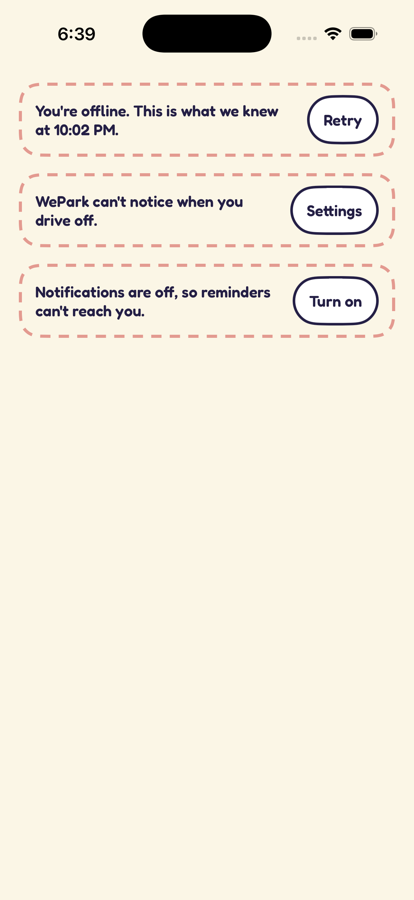 6:39
You're offline. This is what we knew
at 10:02 PM.
Retry
WePark can't notice when you
drive off.
Settings
Notifications are off, so reminders
can't reach you.
Turn on